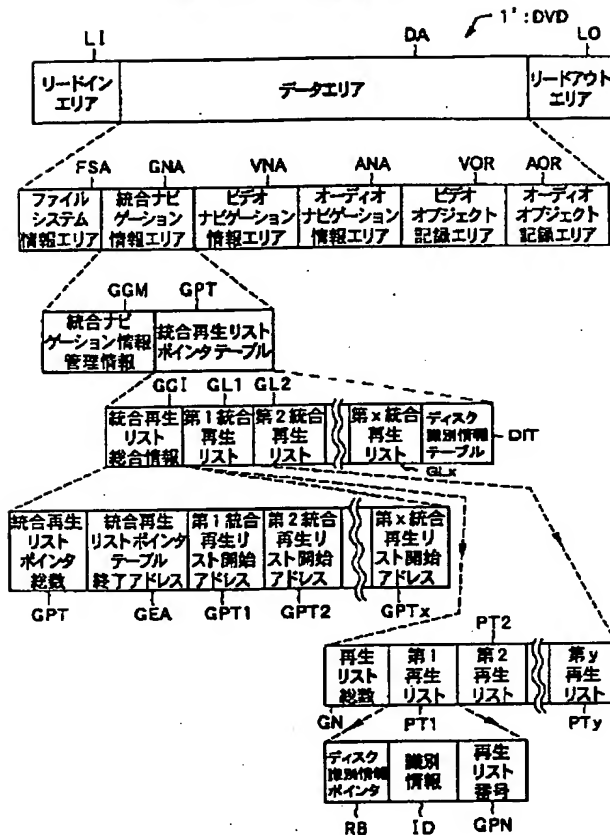 1':DVD
LI
DA
LO
リードイン
エリア
データエリア
リードアウト
エリア
FSA
GNA
VNA
ANA
VOR
AOR
ファイル
システム
情報エリア
統合ナビ
ゲーション
情報エリア
ビデオ
ナビゲーション
情報エリア
オーディオ
ナビゲーション
情報エリア
ビデオ
オブジェクト
記録エリア
オーディオ
オブジェクト
記録エリア
GGM
GPT
統合ナビ
ゲーション情報
管理情報
統合再生リスト
ポインタテーブル
GGI
GL1
GL2
統合再生
リスト
総合情報
第1統合
再生
リスト
第2統合
再生
リスト
第x統合
再生
リスト
ディスク
識別情報
テーブル
DIT
GLx
統合再生
リスト
ポインタ
総数
統合再生
リストポインタ
テーブル
終了アドレス
第1統合
再生リ
スト開始
アドレス
第2統合
再生リ
スト開始
アドレス
第x統合
再生リ
スト開始
アドレス
GPT
GEA
GPT1
GPT2
GPTx
PT2
再生
リスト
総数
第1
再生
リスト
第2
再生
リスト
第y
再生
リスト
GN
PT1
PTy
ディスク
識別情報
ポインタ
識別
情報
再生
リスト
番号
RB
ID
GPN